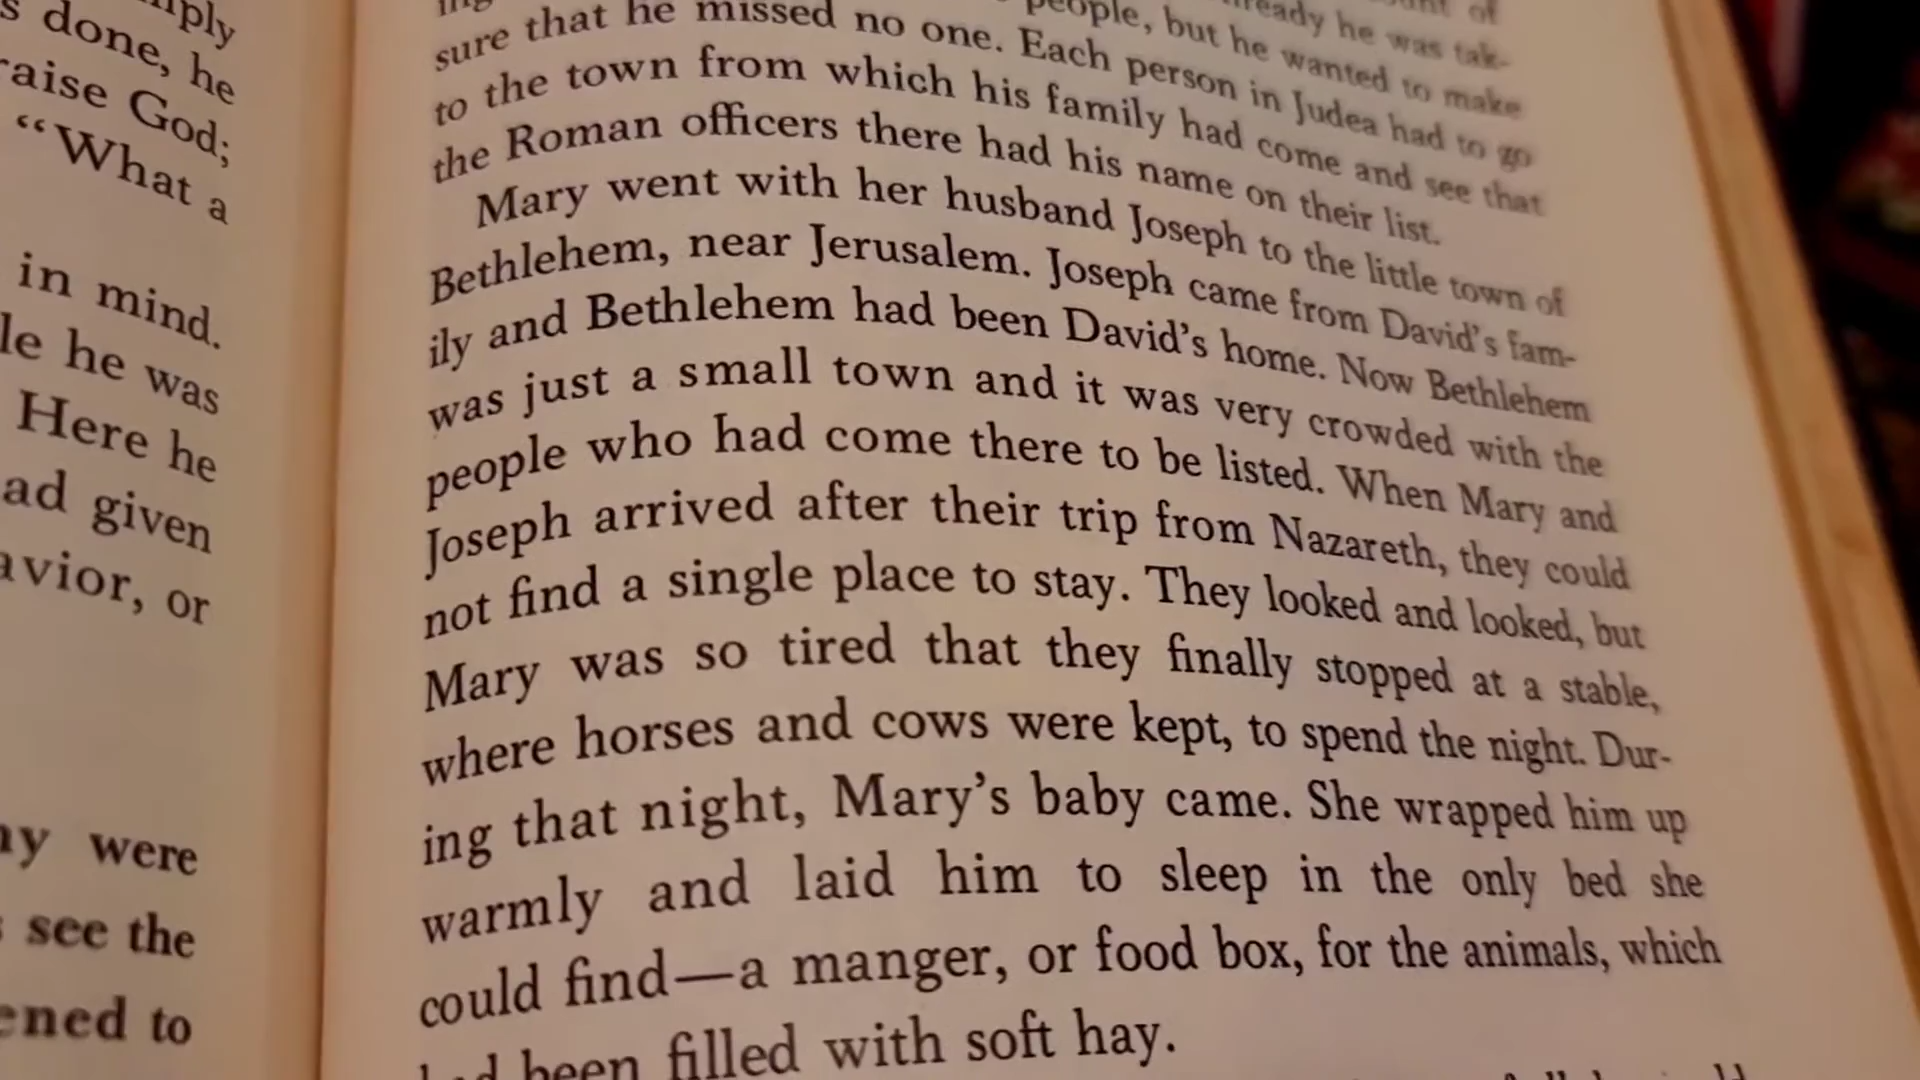 s done, he
raise God;
"What a
in mind.
le he was
Here he
ad given
avior, or
ny were
see the
ened to
people, but he wanted to make
sure that he missed no one. Each person in Judea had to go
to the town from which his family had come and see that
the Roman officers there had his name on their list.
Mary went with her husband Joseph to the little town of
Bethlehem, near Jerusalem. Joseph came from David's fam-
ily and Bethlehem had been David's home. Now Bethlehem
was just a small town and it was very crowded with the
people who had come there to be listed. When Mary and
Joseph arrived after their trip from Nazareth, they could
not find a single place to stay. They looked and looked, but
Mary was so tired that they finally stopped at a stable,
where horses and cows were kept, to spend the night. Dur-
ing that night, Mary's baby came. She wrapped him up
warmly and laid him to sleep in the only bed she
could find—a manger, or food box, for the animals, which
had been filled with soft hay.